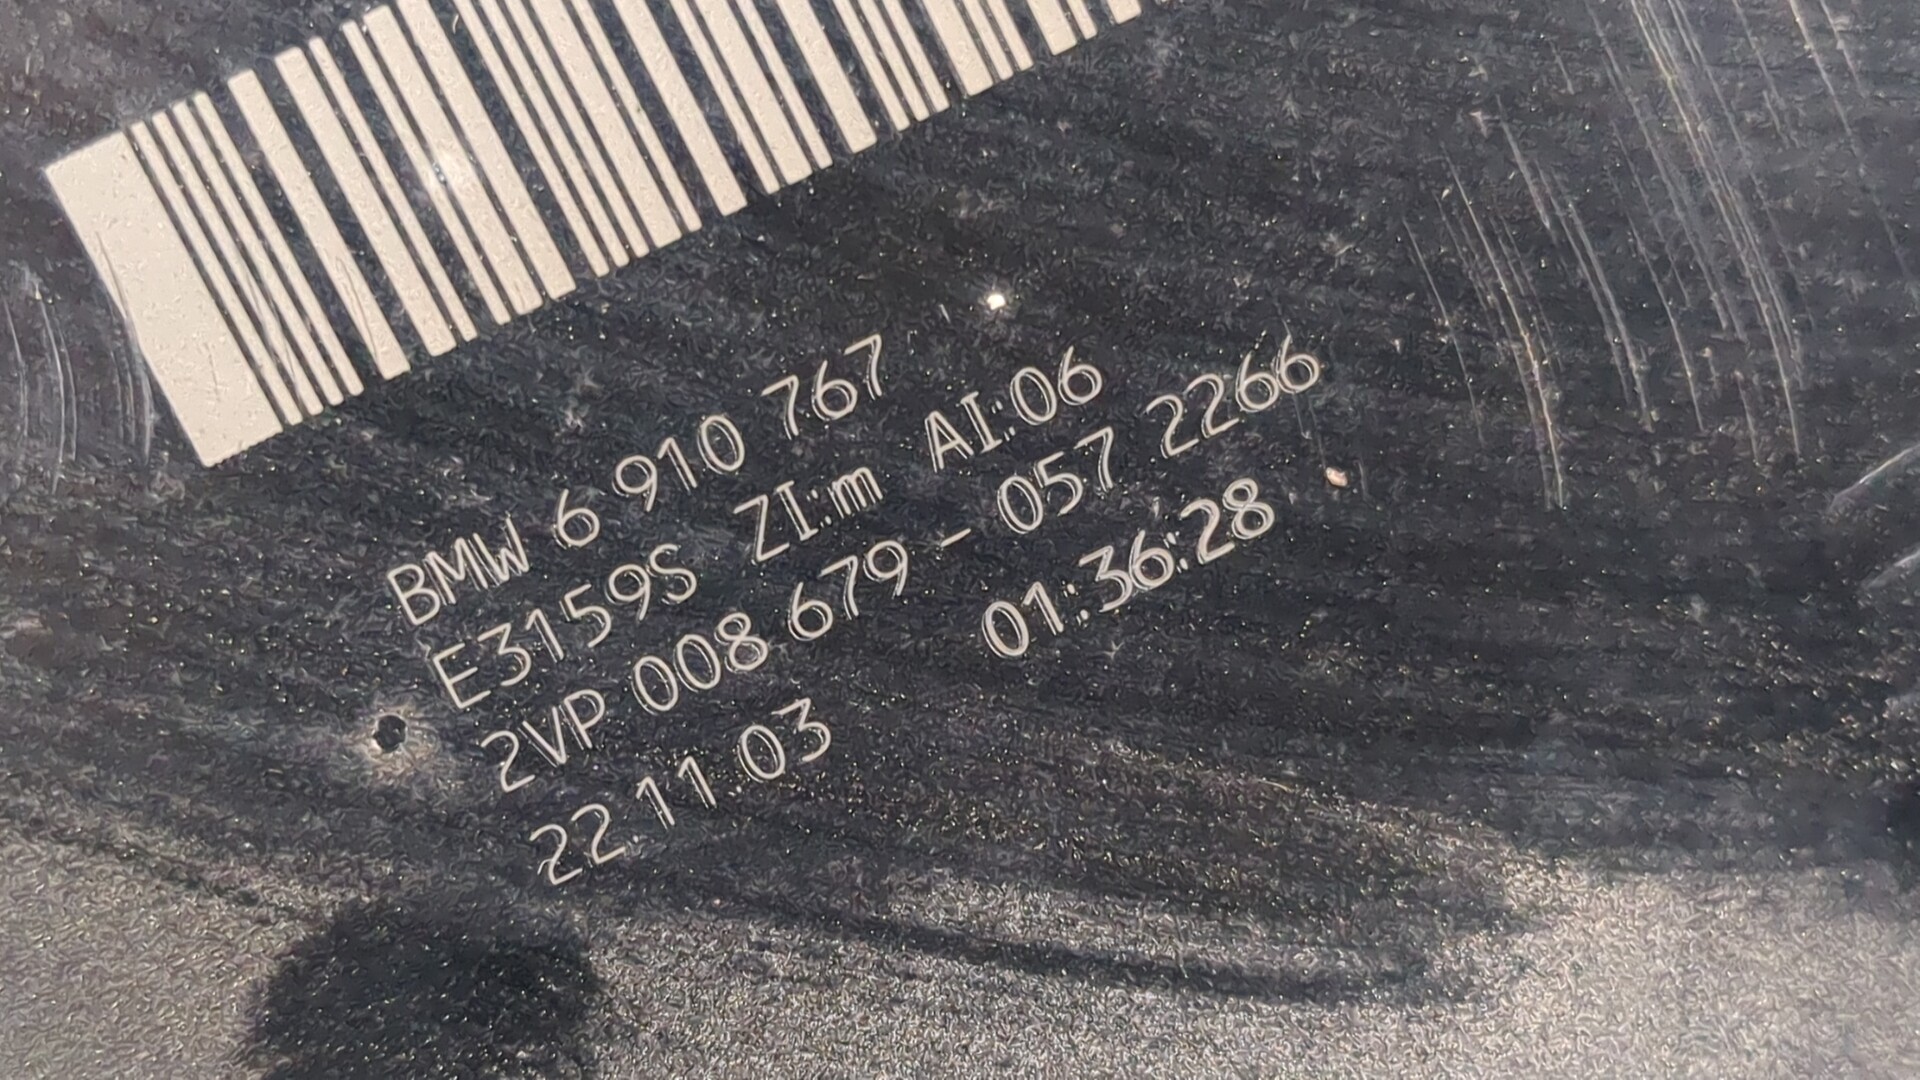 BMW 6 910 767
E3159S ZI:m AI:06
2VP 008 679 - 057 2266
22.11.03 01:36:28